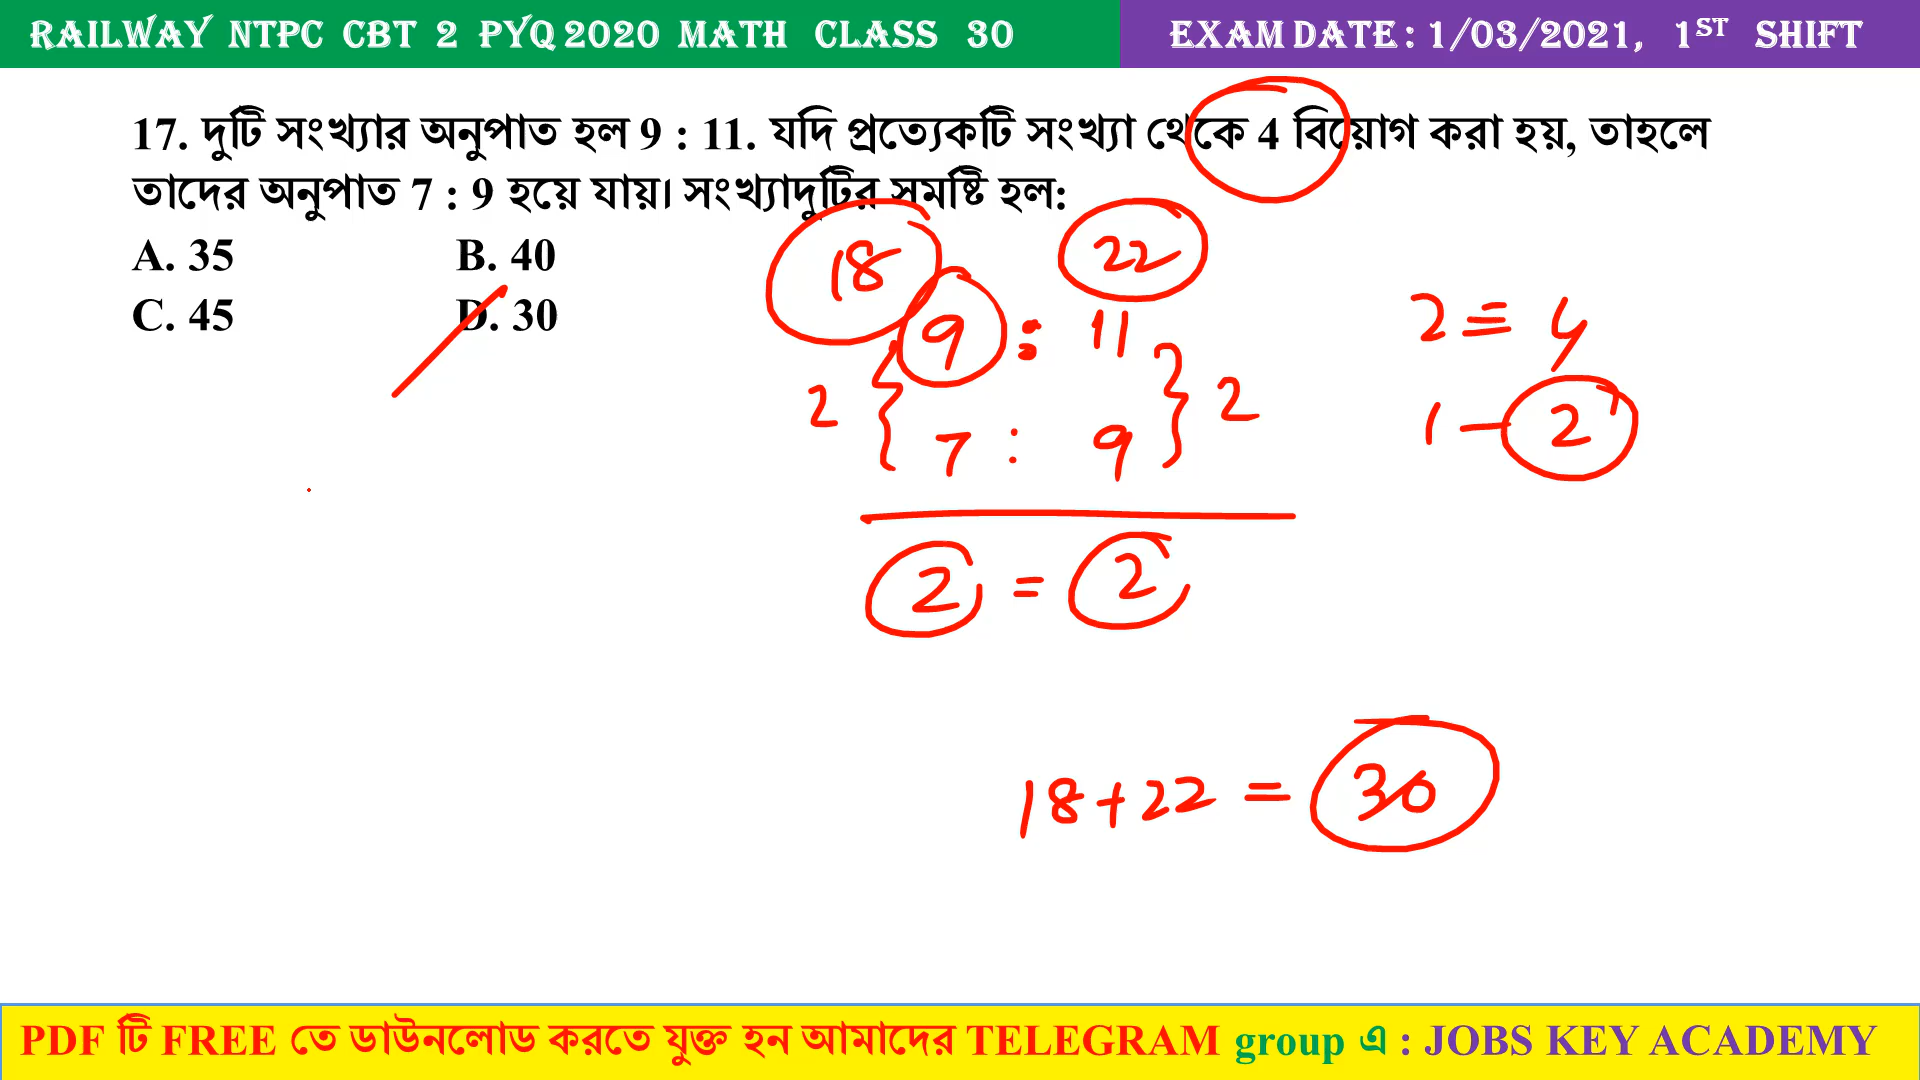 RAILWAY NTPC CBT 2 PYQ 2020 MATH CLASS 30
EXAM DATE : 1/03/2021, 1ST SHIFT
17. দুটি সংখ্যার অনুপাত হল 9 : 11. যদি প্রত্যেকটি সংখ্যা থেকে 4 বিয়োগ করা হয়, তাহলে
তাদের অনুপাত 7 : 9 হয়ে যায়। সংখ্যাদুটির সমষ্টি হল:
A. 35 B. 40
C. 45 D. 30
18 22
9 : 11
2 { 7 : 9 } 2
2 = 2
2 ≡ 4
1 – 2
18+22 = 30
PDF টি FREE তে ডাউনলোড করতে যুক্ত হন আমাদের TELEGRAM group এ : JOBS KEY ACADEMY